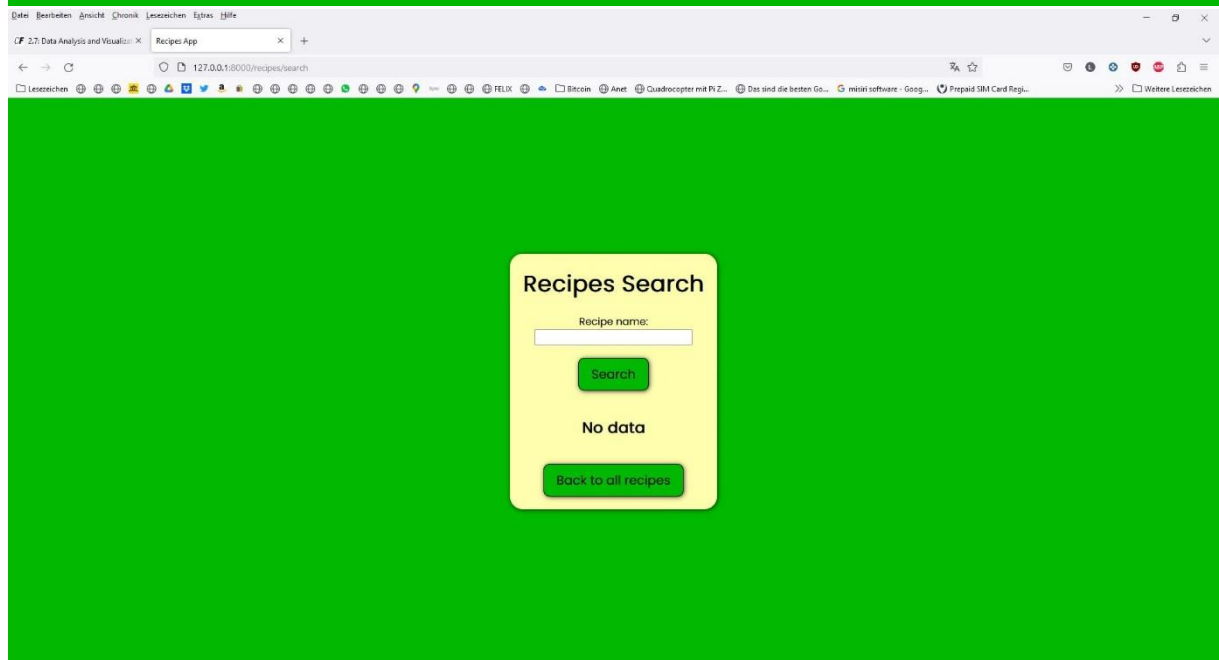 Datei Bearbeiten Ansicht Chronik Lesezeichen Extras Hilfe
CF 2.7: Data Analysis and Visualiza
Recipes App
127.0.0.1:8000/recipes/search
Lesezeichen FELIX Bitcoin Anet Quadrocopter mit Pi Z... Das sind die besten Go... G misiri software - Goog... Prepaid SIM Card Regi... Weitere Lesezeichen
Recipes Search
Recipe name:
Search
No data
Back to all recipes